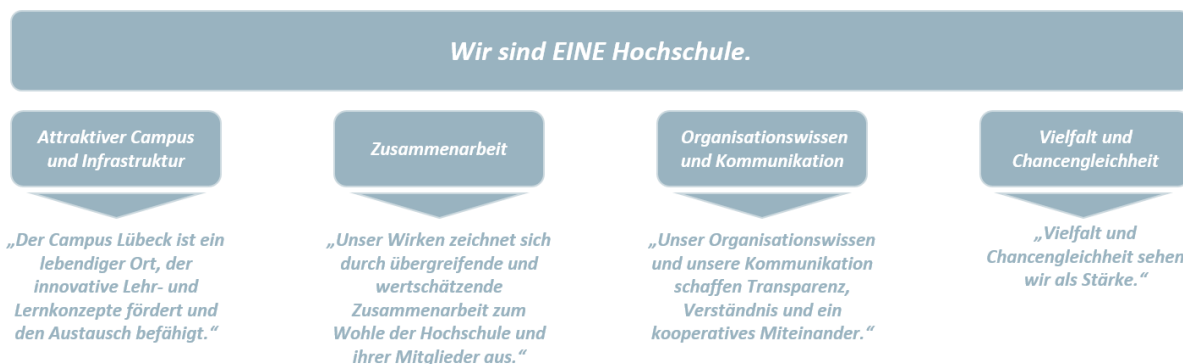 Wir sind EINE Hochschule.
Attraktiver Campus
und Infrastruktur
„Der Campus Lübeck ist ein
lebendiger Ort, der
innovative Lehr- und
Lernkonzepte fördert und
den Austausch befähigt.“
Zusammenarbeit
„Unser Wirken zeichnet sich
durch übergreifende und
wertschätzende
Zusammenarbeit zum
Wohle der Hochschule und
ihrer Mitglieder aus.“
Organisationswissen
und Kommunikation
„Unser Organisationswissen
und unsere Kommunikation
schaffen Transparenz,
Verständnis und ein
kooperatives Miteinander.“
Vielfalt und
Chancengleichheit
„Vielfalt und
Chancengleichheit sehen
wir als Stärke.“